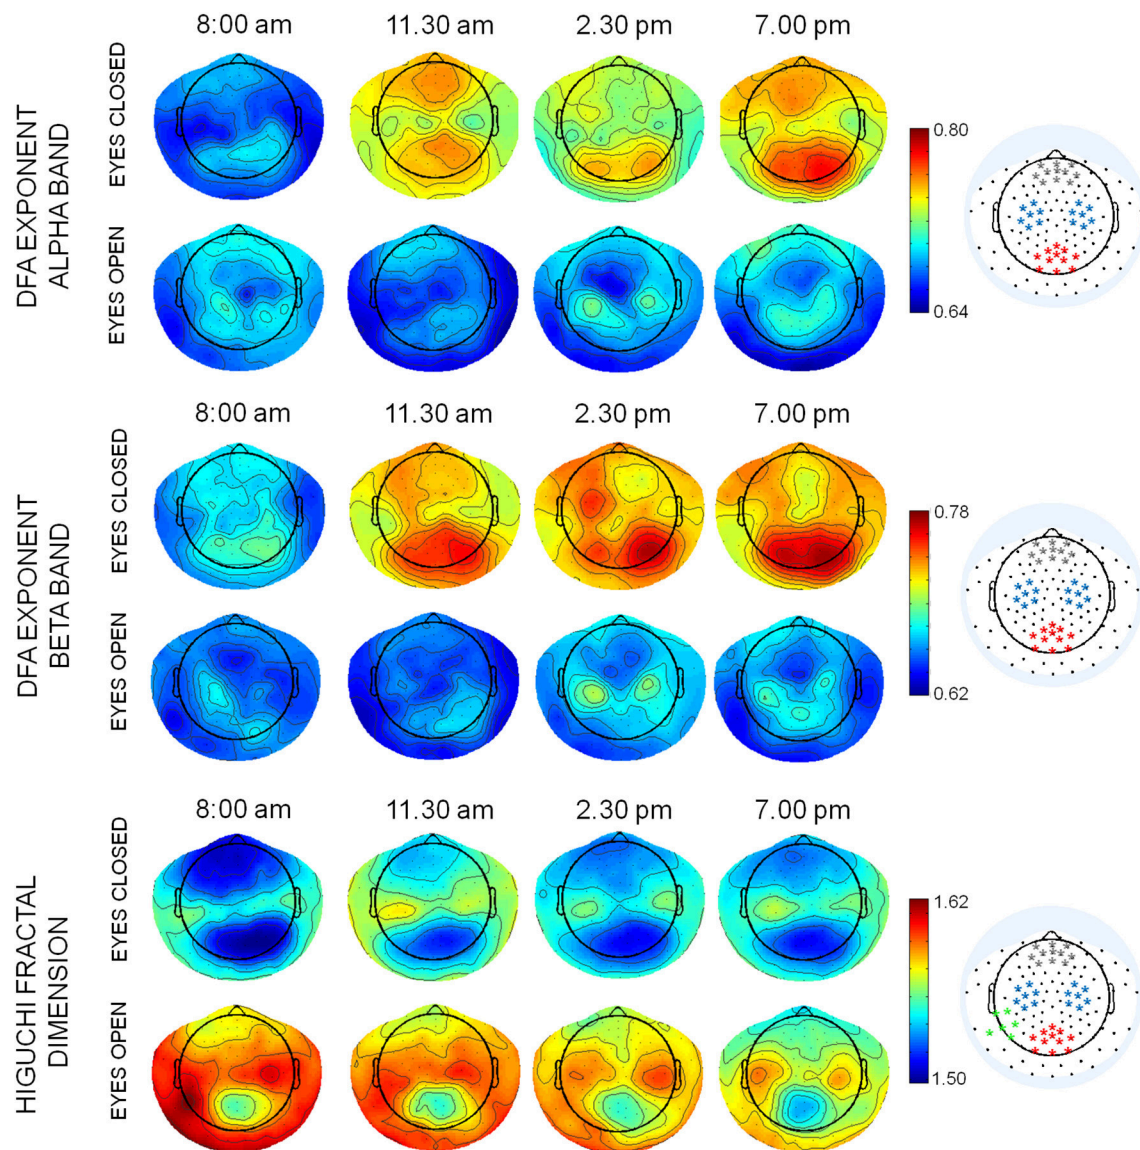 8:00 am 11.30 am 2.30 pm 7.00 pm
DFA EXPONENT
ALPHA BAND
EYES CLOSED
EYES OPEN
0.80
0.64
8:00 am 11.30 am 2.30 pm 7.00 pm
DFA EXPONENT
BETA BAND
EYES CLOSED
EYES OPEN
0.78
0.62
8:00 am 11.30 am 2.30 pm 7.00 pm
HIGUCHI FRACTAL
DIMENSION
EYES CLOSED
EYES OPEN
1.62
1.50